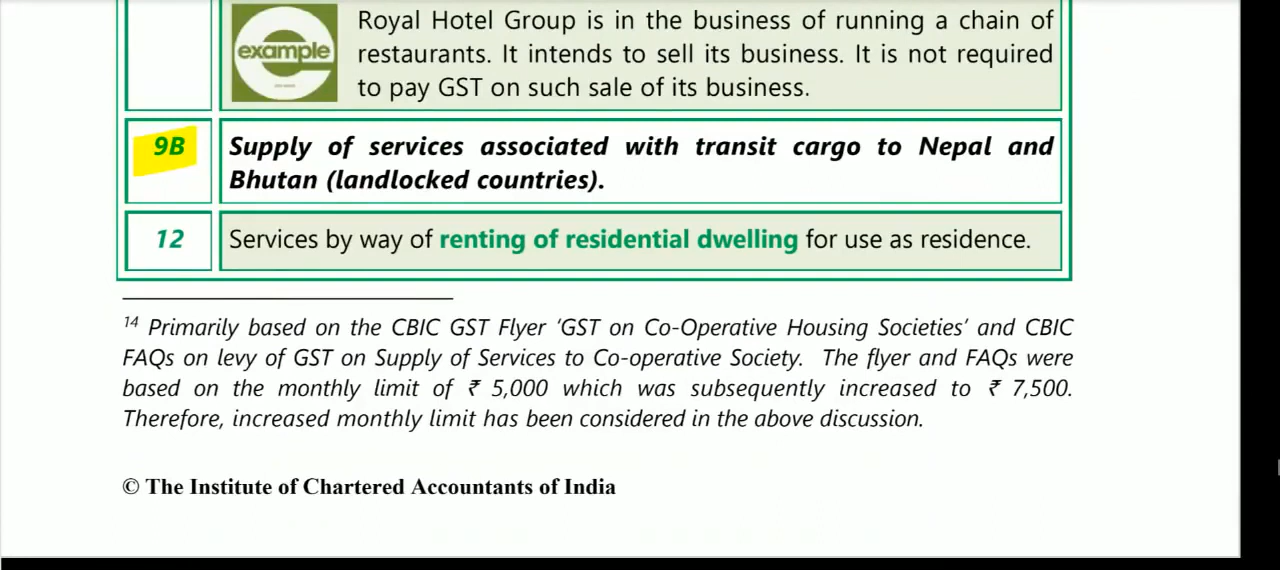 Royal Hotel Group is in the business of running a chain of
example
restaurants. It intends to sell its business. It is not required
to pay GST on such sale of its business.
9B
Supply of services associated with transit cargo to Nepal and
Bhutan (landlocked countries).
12
Services by way of renting of residential dwelling for use as residence.
14 Primarily based on the CBIC GST Flyer ‘GST on Co-Operative Housing Societies’ and CBIC
FAQs on levy of GST on Supply of Services to Co-operative Society. The flyer and FAQs were
based on the monthly limit of ₹ 5,000 which was subsequently increased to ₹ 7,500.
Therefore, increased monthly limit has been considered in the above discussion.
© The Institute of Chartered Accountants of India